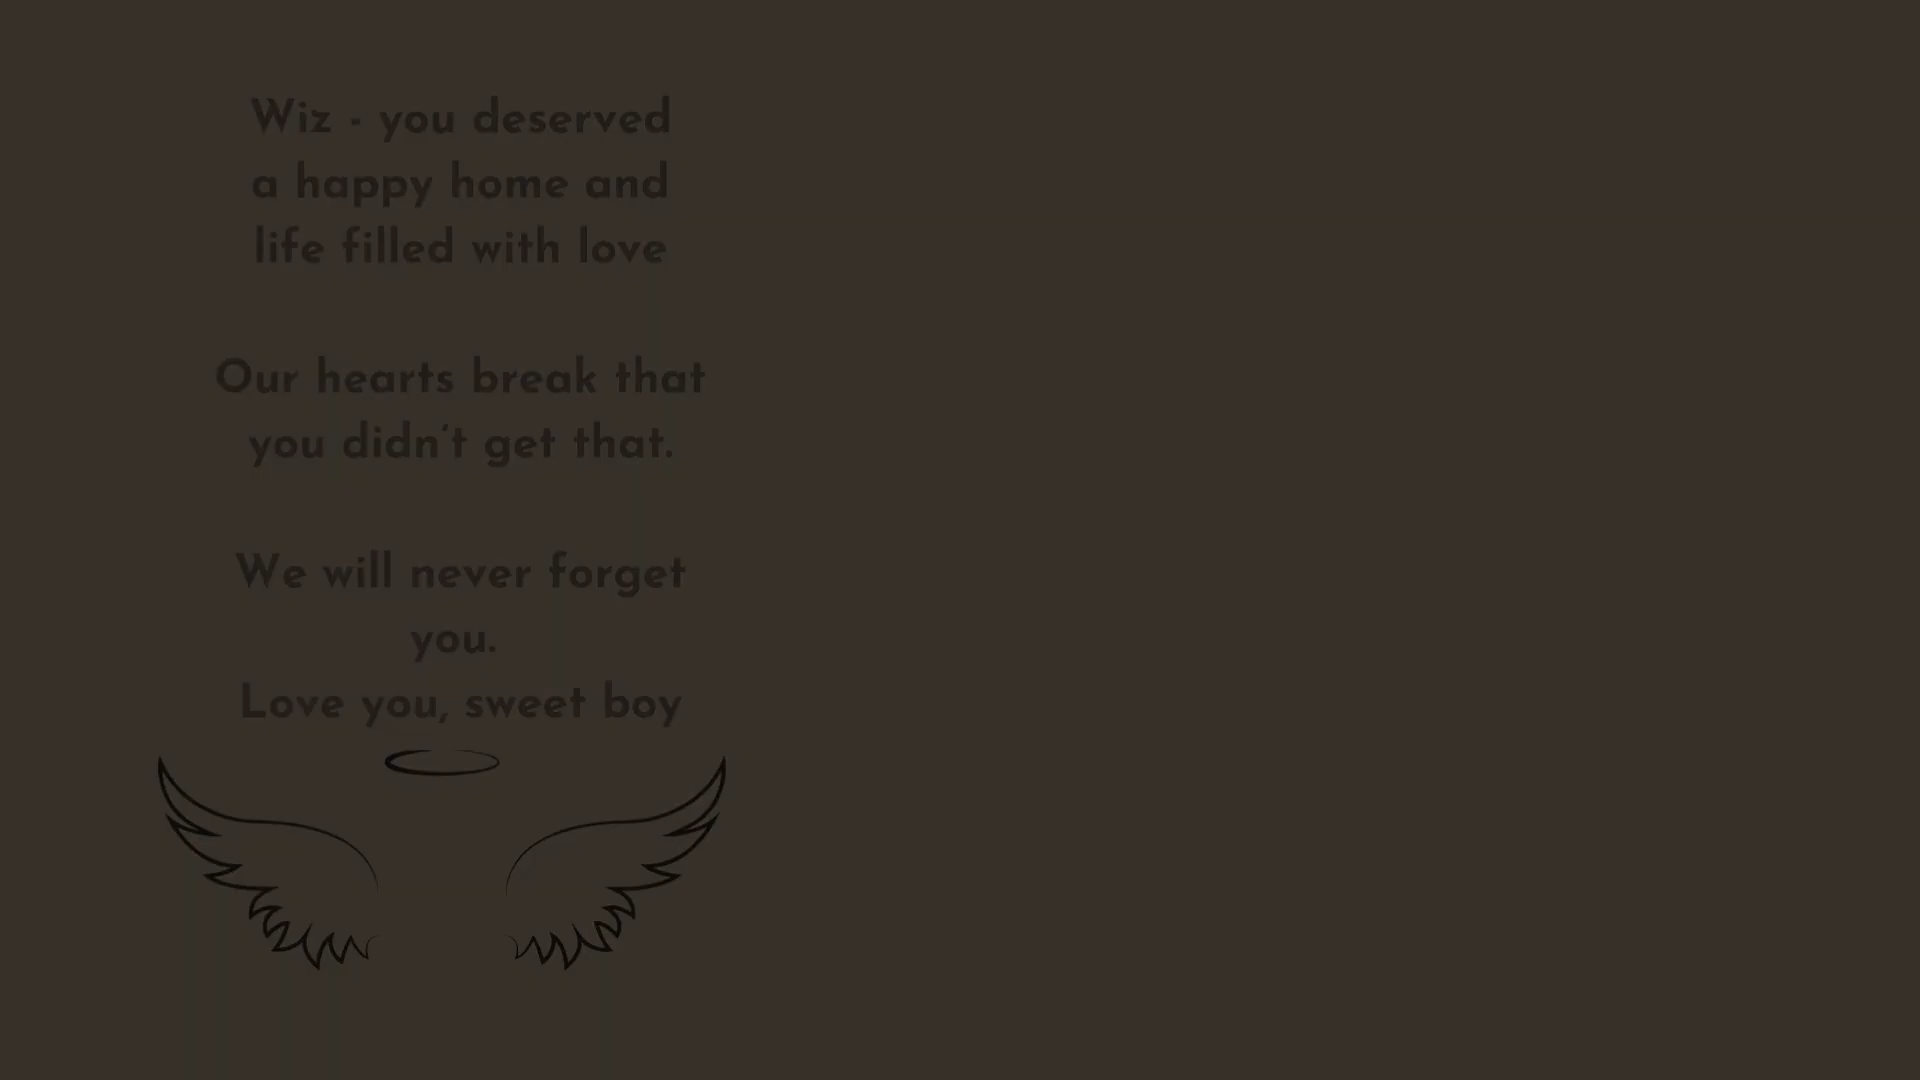 Wiz - you deserved
a happy home and
life filled with love
Our hearts break that
you didn't get that.
We will never forget
you.
Love you, sweet boy